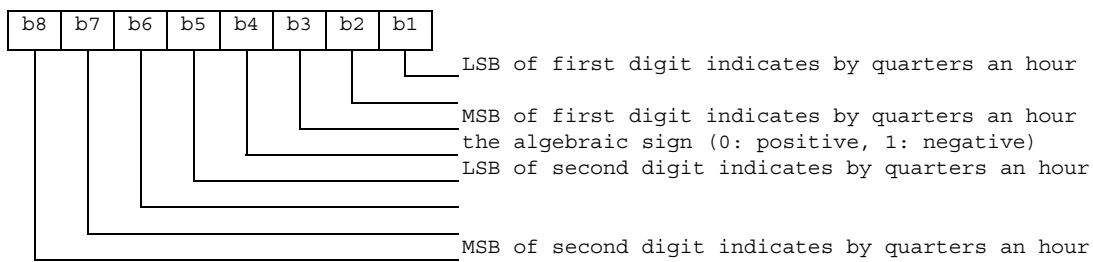 b8 b7 b6 b5 b4 b3 b2 b1
LSB of first digit indicates by quarters an hour
MSB of first digit indicates by quarters an hour
the algebraic sign (0: positive, 1: negative)
LSB of second digit indicates by quarters an hour
MSB of second digit indicates by quarters an hour